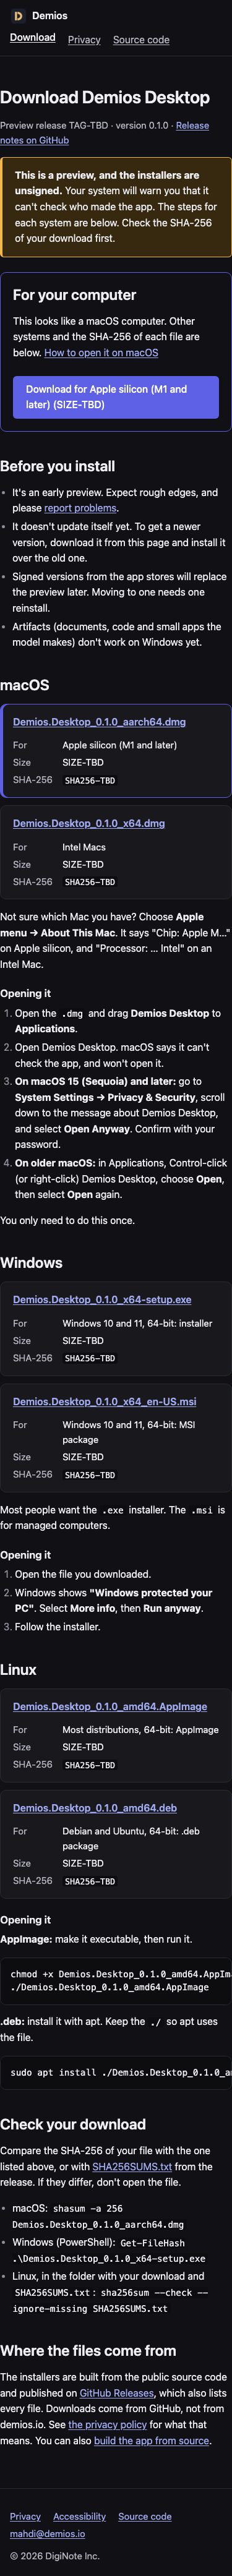 D Demios
Download Privacy Source code
Download Demios Desktop
Preview release TAG-TBD · version 0.1.0 · Release
notes on GitHub
This is a preview, and the installers are
unsigned. Your system will warn you that it
can't check who made the app. The steps for
each system are below. Check the SHA-256
of your download first.
For your computer
This looks like a macOS computer. Other
systems and the SHA-256 of each file are
below. How to open it on macOS
Download for Apple silicon (M1 and
later) (SIZE-TBD)
Before you install
• It's an early preview. Expect rough edges, and
please report problems.
• It doesn't update itself yet. To get a newer
version, download it from this page and install it
over the old one.
• Signed versions from the app stores will replace
the preview later. Moving to one needs one
reinstall.
• Artifacts (documents, code and small apps the
model makes) don't work on Windows yet.
macOS
Demios.Desktop_0.1.0_aarch64.dmg
For Apple silicon (M1 and later)
Size SIZE-TBD
SHA-256 SHA256-TBD
Demios.Desktop_0.1.0_x64.dmg
For Intel Macs
Size SIZE-TBD
SHA-256 SHA256-TBD
Not sure which Mac you have? Choose Apple
menu → About This Mac. It says "Chip: Apple M..."
on Apple silicon, and "Processor: ... Intel" on an
Intel Mac.
Opening it
1. Open the .dmg and drag Demios Desktop to
Applications.
2. Open Demios Desktop. macOS says it can't
check the app, and won't open it.
3. On macOS 15 (Sequoia) and later: go to
System Settings → Privacy & Security, scroll
down to the message about Demios Desktop,
and select Open Anyway. Confirm with your
password.
4. On older macOS: in Applications, Control-click
(or right-click) Demios Desktop, choose Open,
then select Open again.
You only need to do this once.
Windows
Demios.Desktop_0.1.0_x64-setup.exe
For Windows 10 and 11, 64-bit: installer
Size SIZE-TBD
SHA-256 SHA256-TBD
Demios.Desktop_0.1.0_x64_en-US.msi
For Windows 10 and 11, 64-bit: MSI
package
Size SIZE-TBD
SHA-256 SHA256-TBD
Most people want the .exe installer. The .msi is
for managed computers.
Opening it
1. Open the file you downloaded.
2. Windows shows "Windows protected your
PC". Select More info, then Run anyway.
3. Follow the installer.
Linux
Demios.Desktop_0.1.0_amd64.AppImage
For Most distributions, 64-bit: AppImage
Size SIZE-TBD
SHA-256 SHA256-TBD
Demios.Desktop_0.1.0_amd64.deb
For Debian and Ubuntu, 64-bit: .deb
package
Size SIZE-TBD
SHA-256 SHA256-TBD
Opening it
AppImage: make it executable, then run it.
chmod +x Demios.Desktop_0.1.0_amd64.AppIma
./Demios.Desktop_0.1.0_amd64.AppImage
.deb: install it with apt. Keep the ./ so apt uses
the file.
sudo apt install ./Demios.Desktop_0.1.0_am
Check your download
Compare the SHA-256 of your file with the one
listed above, or with SHA256SUMS.txt from the
release. If they differ, don't open the file.
• macOS: shasum -a 256
Demios.Desktop_0.1.0_aarch64.dmg
• Windows (PowerShell): Get-FileHash
.\Demios.Desktop_0.1.0_x64-setup.exe
• Linux, in the folder with your download and
SHA256SUMS.txt: sha256sum --check --
ignore-missing SHA256SUMS.txt
Where the files come from
The installers are built from the public source code
and published on GitHub Releases, which also lists
every file. Downloads come from GitHub, not from
demios.io. See the privacy policy for what that
means. You can also build the app from source.
Privacy Accessibility Source code
mahdi@demios.io
© 2026 DigiNote Inc.